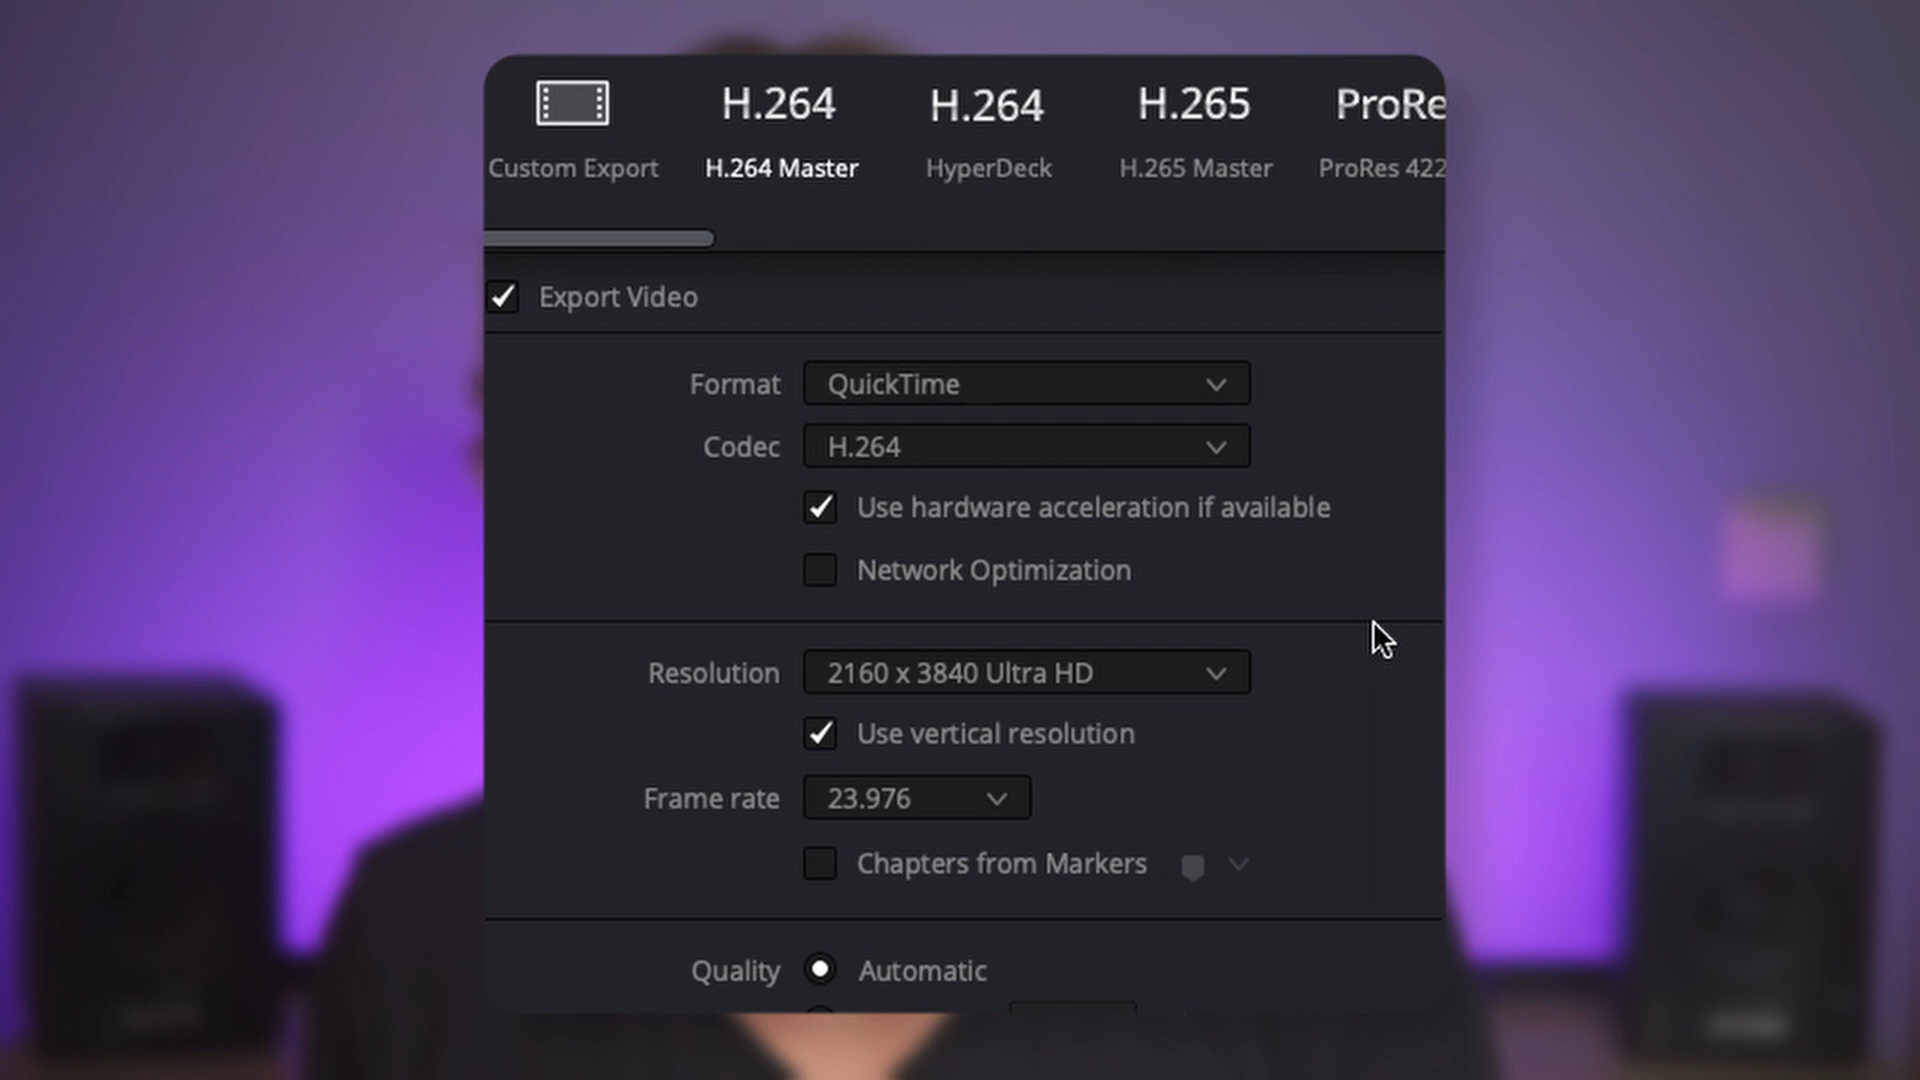 H.264 H.264 H.265 ProRe
Custom Export H.264 Master HyperDeck H.265 Master ProRes 422
Export Video
Format QuickTime
Codec H.264
Use hardware acceleration if available
Network Optimization
Resolution 2160 x 3840 Ultra HD
Use vertical resolution
Frame rate 23.976
Chapters from Markers
Quality Automatic